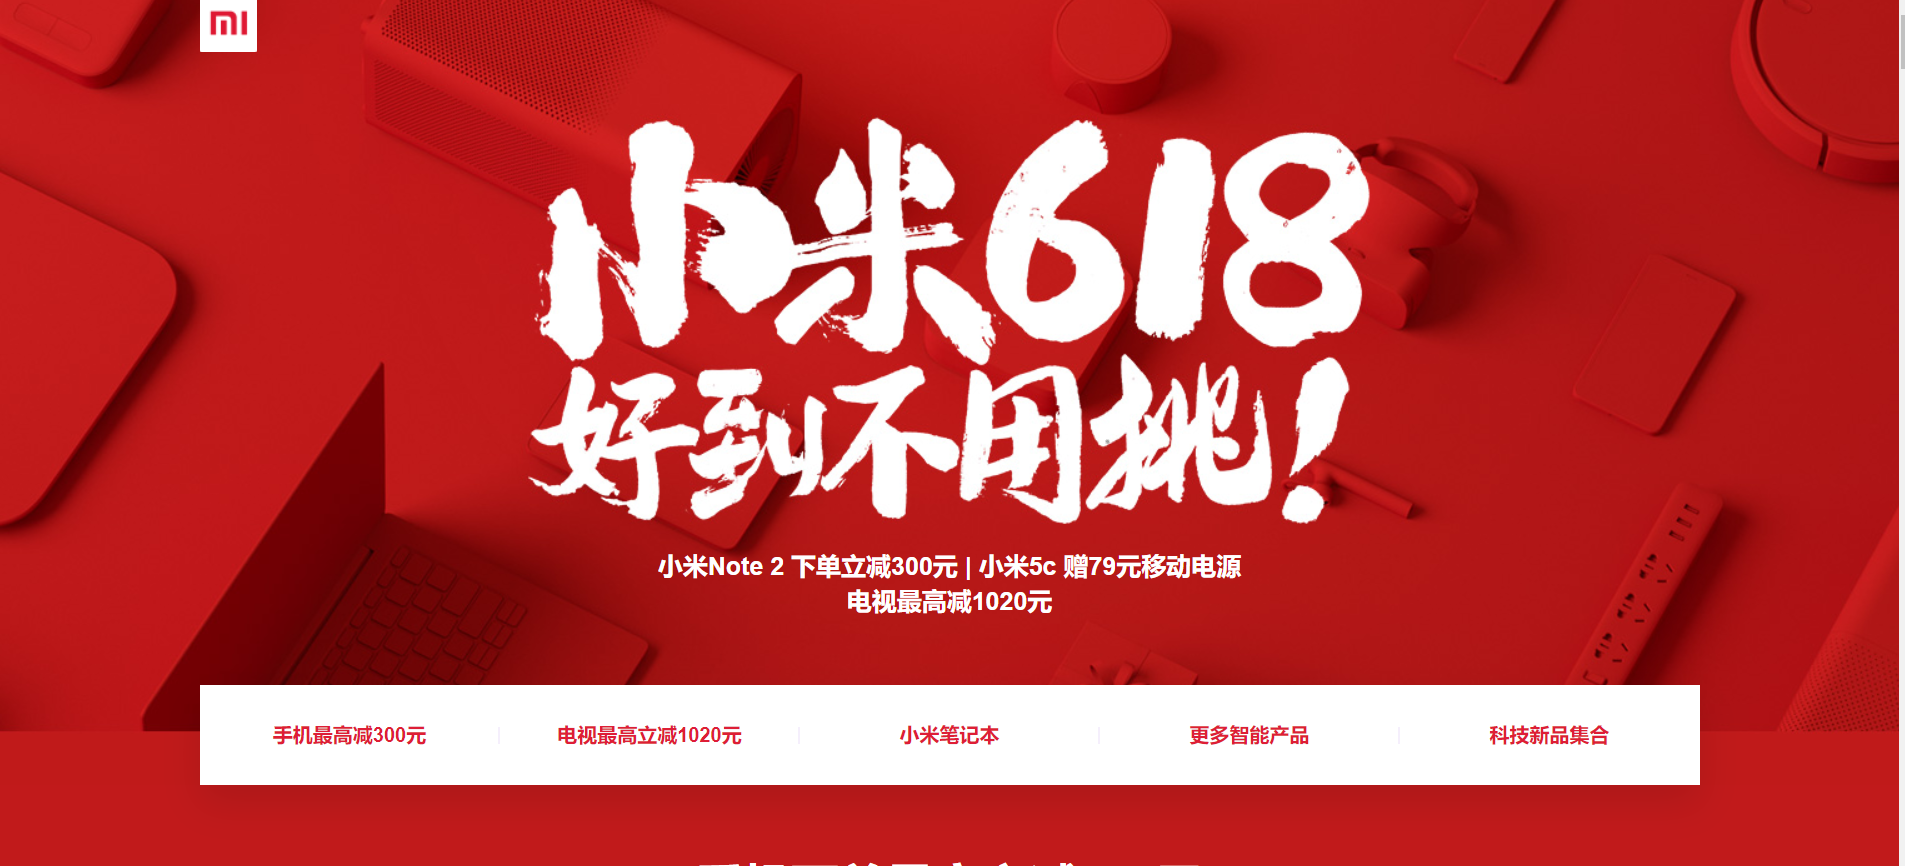 mi
小米618
好到不用挑!
小米Note 2 下单立减300元 | 小米5c 赠79元移动电源
电视最高减1020元
手机最高减300元
电视最高立减1020元
小米笔记本
更多智能产品
科技新品集合